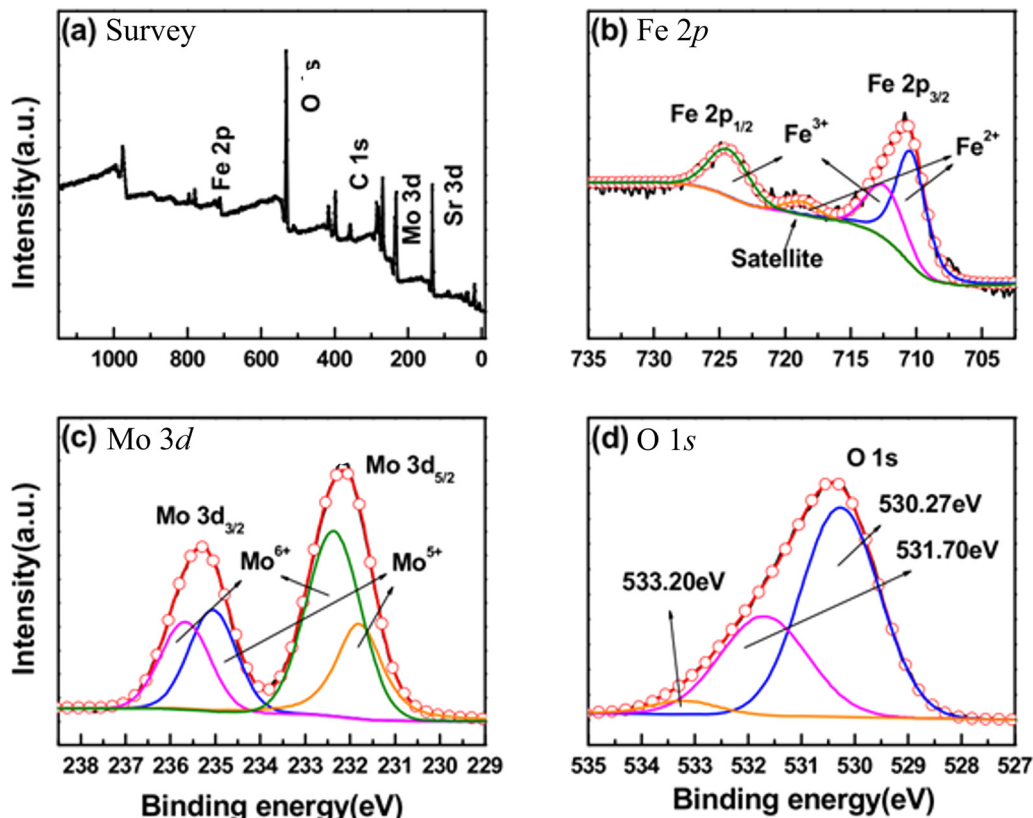 (a) Survey
O 1s
Fe 2p
C 1s
Mo 3d
Sr 3d
Intensity(a.u.)
1000 800 600 400 200 0
(b) Fe 2p
Fe 2p3/2
Fe 2p1/2
Fe3+
Fe2+
Satellite
735 730 725 720 715 710 705
(c) Mo 3d
Mo 3d5/2
Mo 3d3/2
Mo6+
Mo5+
Intensity(a.u.)
238 237 236 235 234 233 232 231 230 229
Binding energy(eV)
(d) O 1s
O 1s
530.27eV
531.70eV
533.20eV
535 534 533 532 531 530 529 528 527
Binding energy(eV)